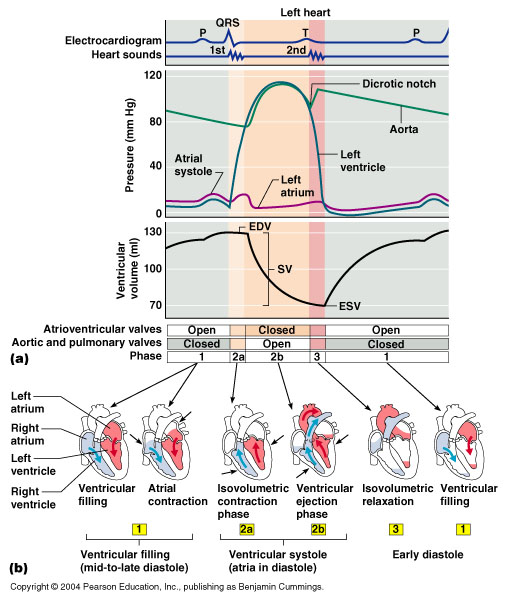 Left heart
QRS
P T P
Electrocardiogram
1st 2nd
Heart sounds
120
Dicrotic notch
80
Aorta
Pressure (mm Hg)
Atrial
systole
Left
ventricle
40
Left
atrium
0
130
EDV
Ventricular
volume (ml)
100
SV
70
ESV
Atrioventricular valves Open Closed Open
Aortic and pulmonary valves Closed Open Closed
Phase 1 2a 2b 3 1
(a)
Left
atrium
Right
atrium
Left
ventricle
Right
ventricle
Ventricular
filling
Atrial
contraction
Isovolumetric
contraction
phase
Ventricular
ejection
phase
Isovolumetric
relaxation
Ventricular
filling
1 2a 2b 3 1
Ventricular filling
(mid-to-late diastole)
Ventricular systole
(atria in diastole)
Early diastole
(b)
Copyright © 2004 Pearson Education, Inc., publishing as Benjamin Cummings.